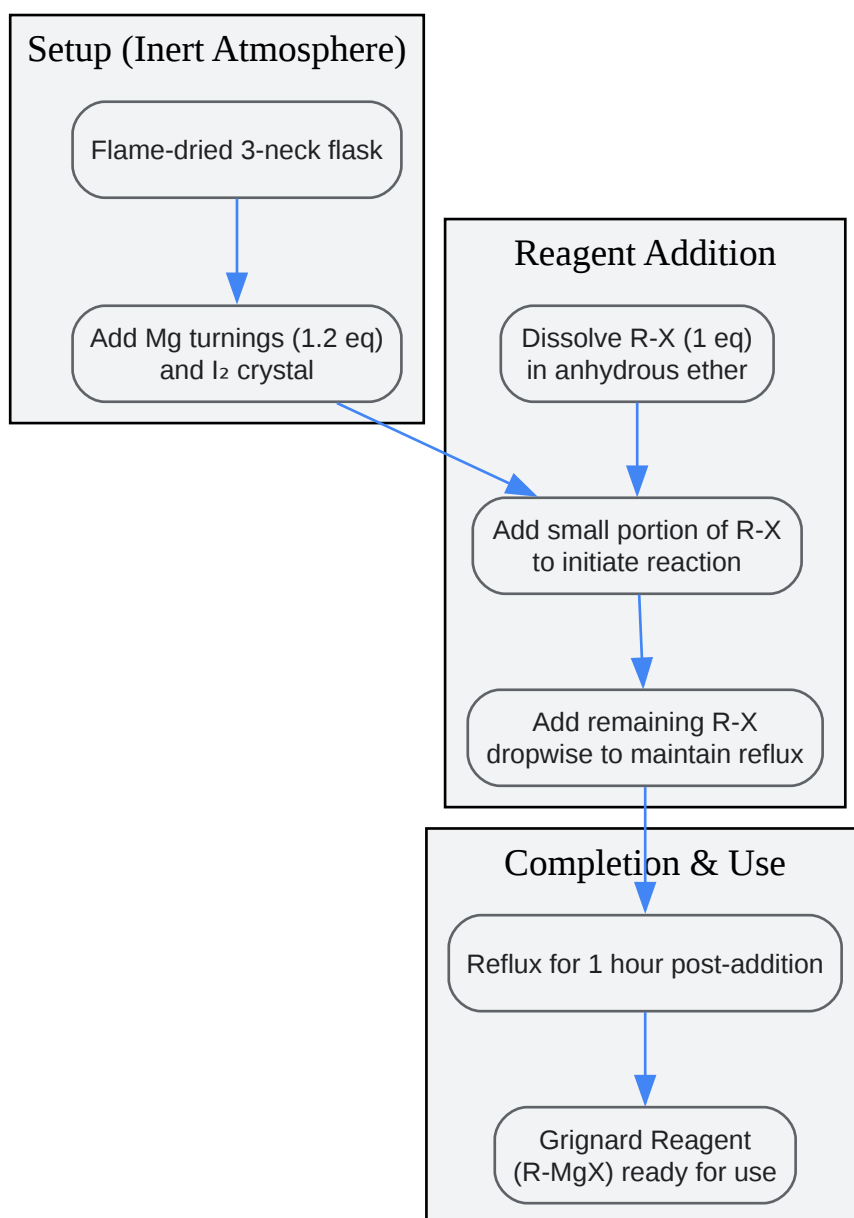 Setup (Inert Atmosphere)
Flame-dried 3-neck flask
Add Mg turnings (1.2 eq)
and I₂ crystal
Reagent Addition
Dissolve R-X (1 eq)
in anhydrous ether
Add small portion of R-X
to initiate reaction
Add remaining R-X
dropwise to maintain reflux
Completion & Use
Reflux for 1 hour post-addition
Grignard Reagent
(R-MgX) ready for use